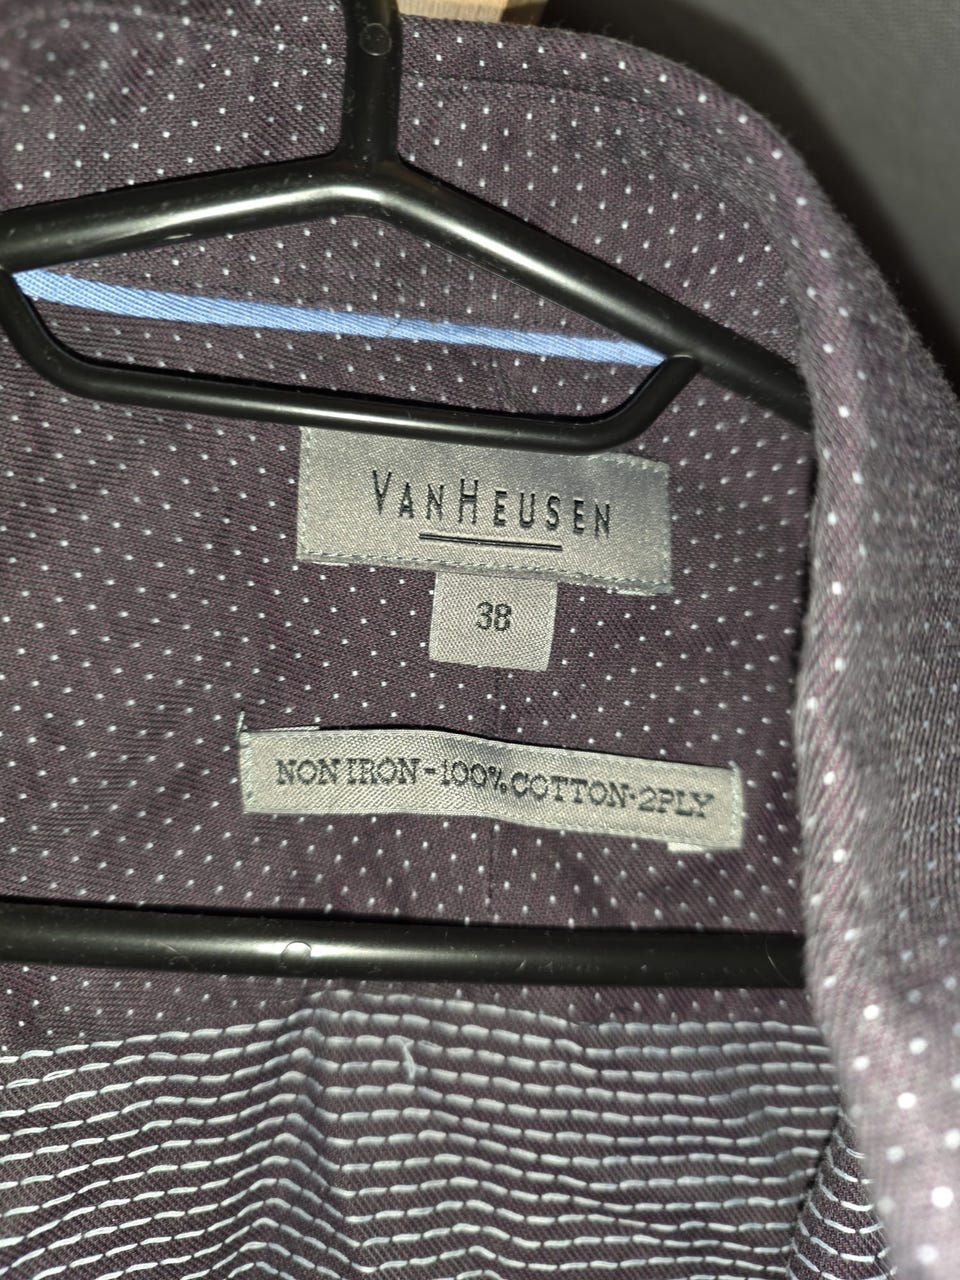 VANHEUSEN
38
NON IRON - 100% COTTON - 2PLY